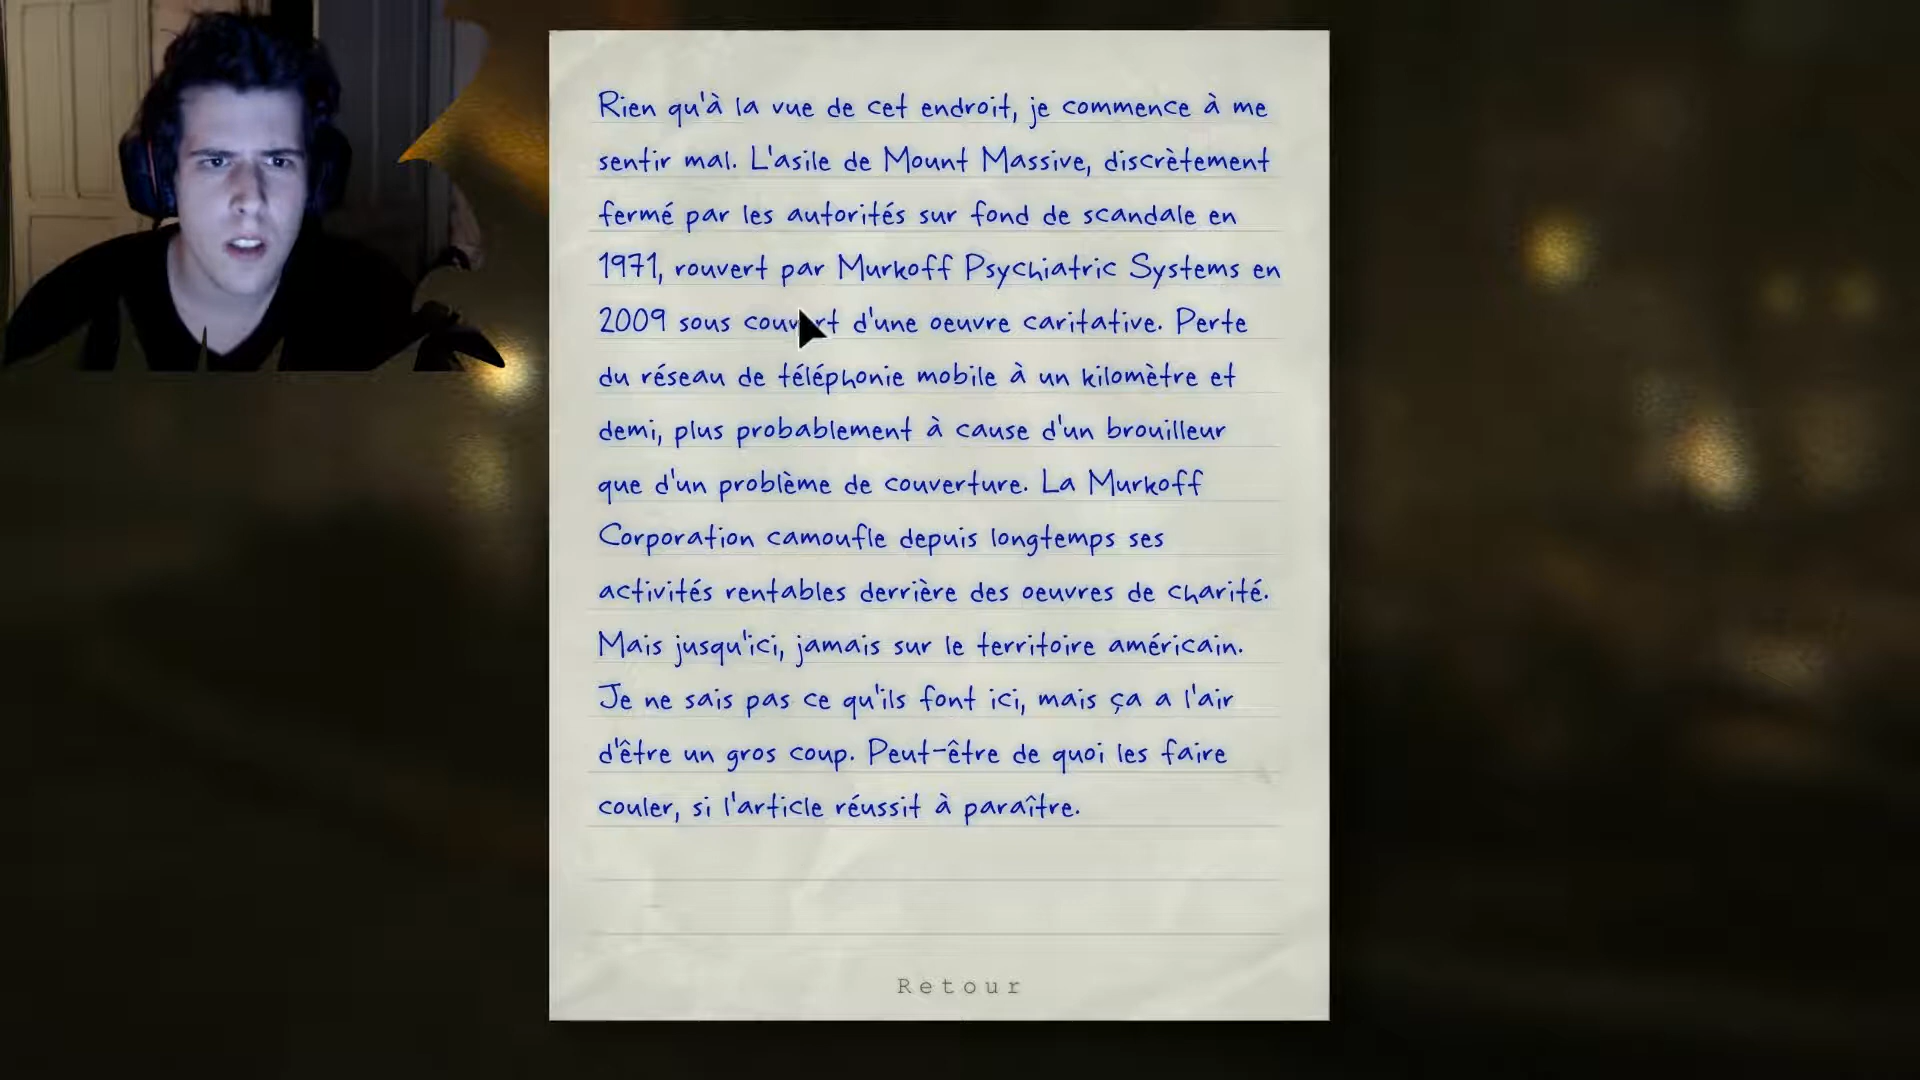 Rien qu'à la vue de cet endroit, je commence à me
sentir mal. L'asile de Mount Massive, discrètement
fermé par les autorités sur fond de scandale en
1971, rouvert par Murkoff Psychiatric Systems en
2009 sous couvert d'une oeuvre caritative. Perte
du réseau de téléphonie mobile à un kilomètre et
demi, plus probablement à cause d'un brouilleur
que d'un problème de couverture. La Murkoff
Corporation camoufle depuis longtemps ses
activités rentables derrière des oeuvres de charité.
Mais jusqu'ici, jamais sur le territoire américain.
Je ne sais pas ce qu'ils font ici, mais ça a l'air
d'être un gros coup. Peut-être de quoi les faire
couler, si l'article réussit à paraître.
Retour